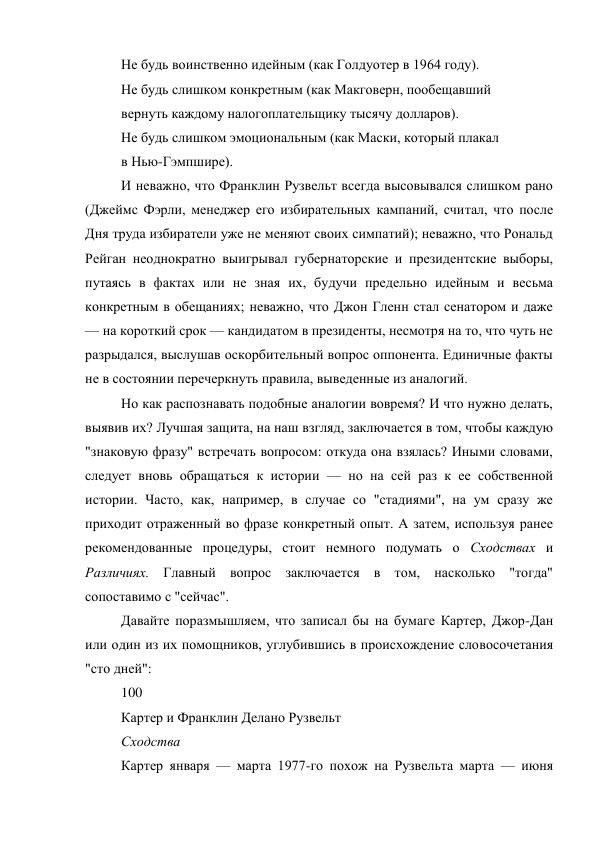 Не будь воинственно идейным (как Голдуотер в 1964 году).
Не будь слишком конкретным (как Макговерн, пообещавший
вернуть каждому налогоплательщику тысячу долларов).
Не будь слишком эмоциональным (как Маски, который плакал
в Нью-Гэмпшире).
И неважно, что Франклин Рузвельт всегда высовывался слишком рано
(Джеймс Фэрли, менеджер его избирательных кампаний, считал, что после
Дня труда избиратели уже не меняют своих симпатий); неважно, что Рональд
Рейган неоднократно выигрывал губернаторские и президентские выборы,
путаясь в фактах или не зная их, будучи предельно идейным и весьма
конкретным в обещаниях; неважно, что Джон Гленн стал сенатором и даже
— на короткий срок — кандидатом в президенты, несмотря на то, что чуть не
разрыдался, выслушав оскорбительный вопрос оппонента. Единичные факты
не в состоянии перечеркнуть правила, выведенные из аналогий.
Но как распознавать подобные аналогии вовремя? И что нужно делать,
выявив их? Лучшая защита, на наш взгляд, заключается в том, чтобы каждую
"знаковую фразу" встречать вопросом: откуда она взялась? Иными словами,
следует вновь обращаться к истории — но на сей раз к ее собственной
истории. Часто, как, например, в случае со "стадиями", на ум сразу же
приходит отраженный во фразе конкретный опыт. А затем, используя ранее
рекомендованные процедуры, стоит немного подумать о Сходствах и
Различиях. Главный вопрос заключается в том, насколько "тогда"
сопоставимо с "сейчас".
Давайте поразмышляем, что записал бы на бумаге Картер, Джор-Дан
или один из их помощников, углубившись в происхождение словосочетания
"сто дней":
100
Картер и Франклин Делано Рузвельт
Сходства
Картер января — марта 1977-го похож на Рузвельта марта — июня